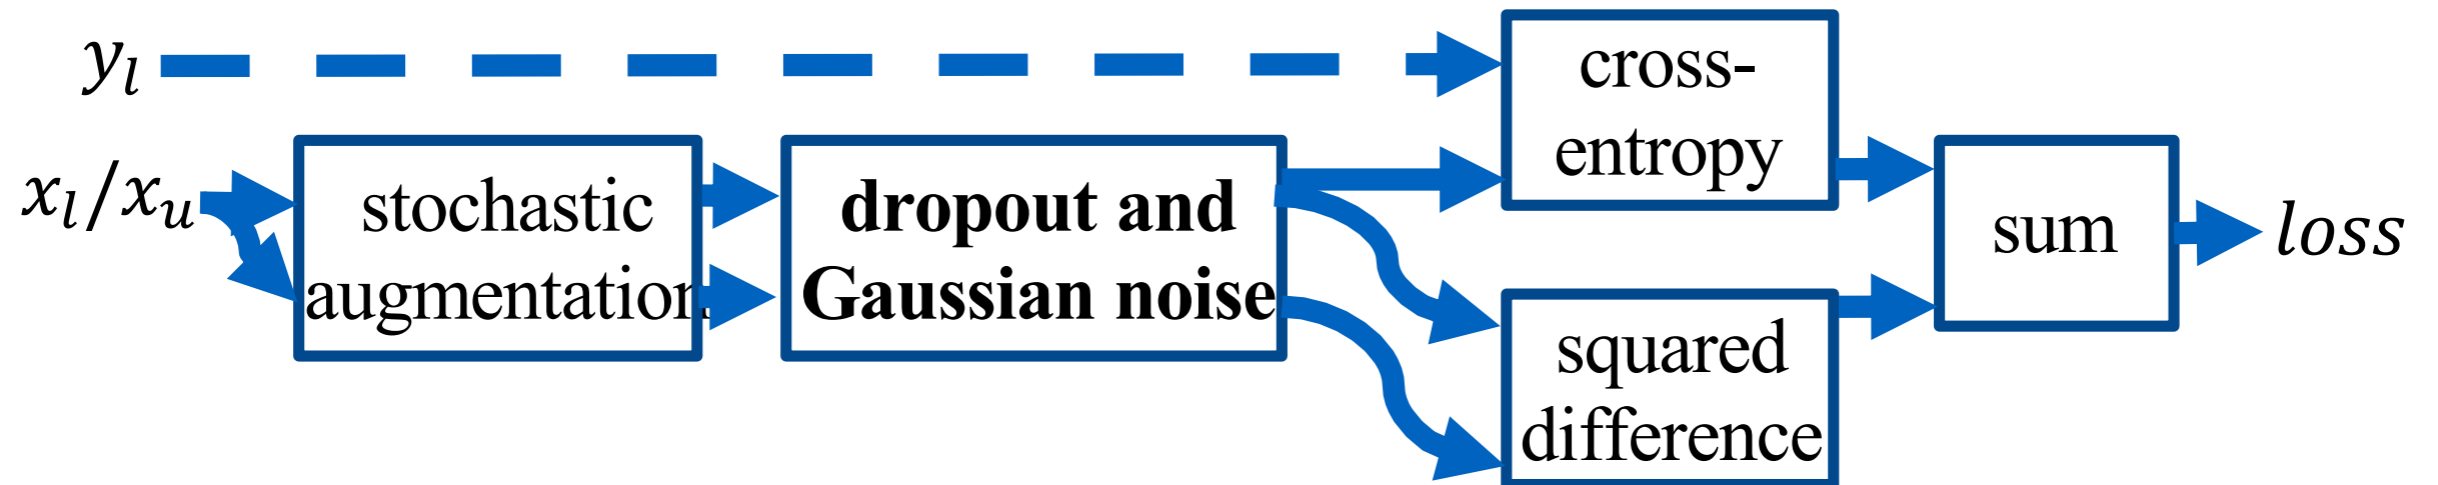 y_l
x_l/x_u
stochastic
augmentation
dropout and
Gaussian noise
cross-
entropy
squared
difference
sum
loss